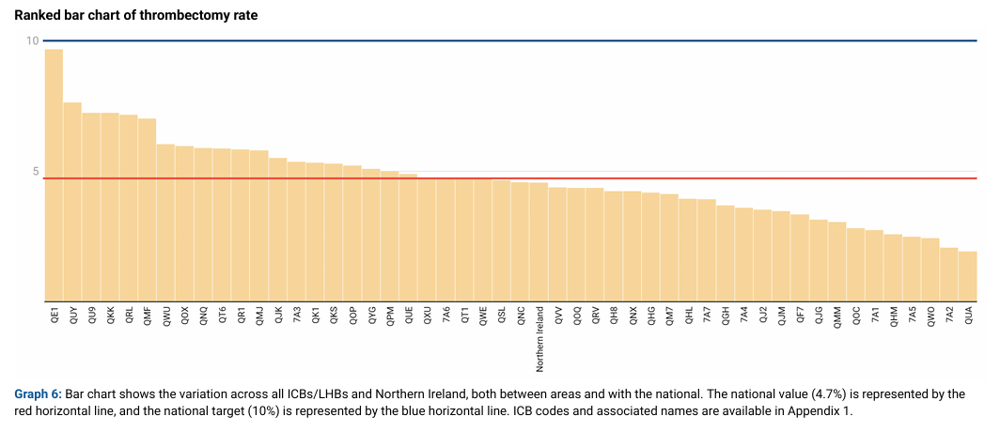 Ranked bar chart of thrombectomy rate
10
5
QE1
QUY
QU9
QKK
QRL
QMF
QWU
QOX
QNQ
QT6
QR1
QMJ
QJK
7A3
QK1
QKS
QOP
QYG
QPM
QUE
QXU
7A6
QT1
QWE
QSL
QNC
Northern Ireland
QVV
QOQ
QRV
QH8
QNX
QHG
QM7
QHL
7A7
QGH
7A4
QJ2
QJM
QF7
QJG
QMM
QOC
7A1
QHM
7A5
QWO
7A2
QUA
Graph 6: Bar chart shows the variation across all ICBs/LHBs and Northern Ireland, both between areas and with the national. The national value (4.7%) is represented by the
red horizontal line, and the national target (10%) is represented by the blue horizontal line. ICB codes and associated names are available in Appendix 1.